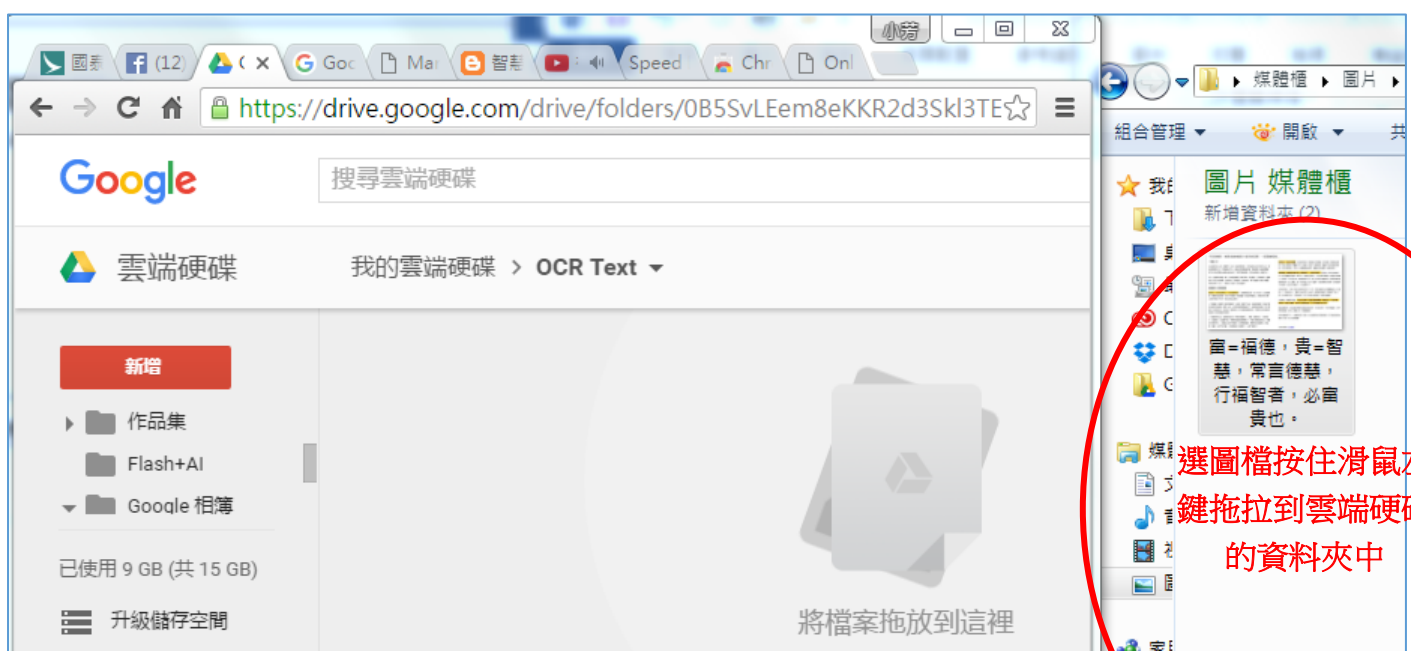 小勞
(12)
Goo
Mar
Speed
Chr
Onl
https://drive.google.com/drive/folders/0B5SvLEem8eKKR2d3Skl3TE
Google
搜尋雲端硬碟
雲端硬碟
我的雲端硬碟 > OCR Text
新增
作品集
Flash+AI
Google 相簿
已使用 9 GB (共 15 GB)
升級儲存空間
將檔案拖放到這裡
媒體櫃
圖片
組合管理
開啟
共
圖片 媒體櫃
新增資料夾 (2)
富=福德，貴=智
慧，常言德慧，
行福智者，必富
貴也。
選圖檔按住滑鼠左
鍵拖拉到雲端硬碟
的資料夾中